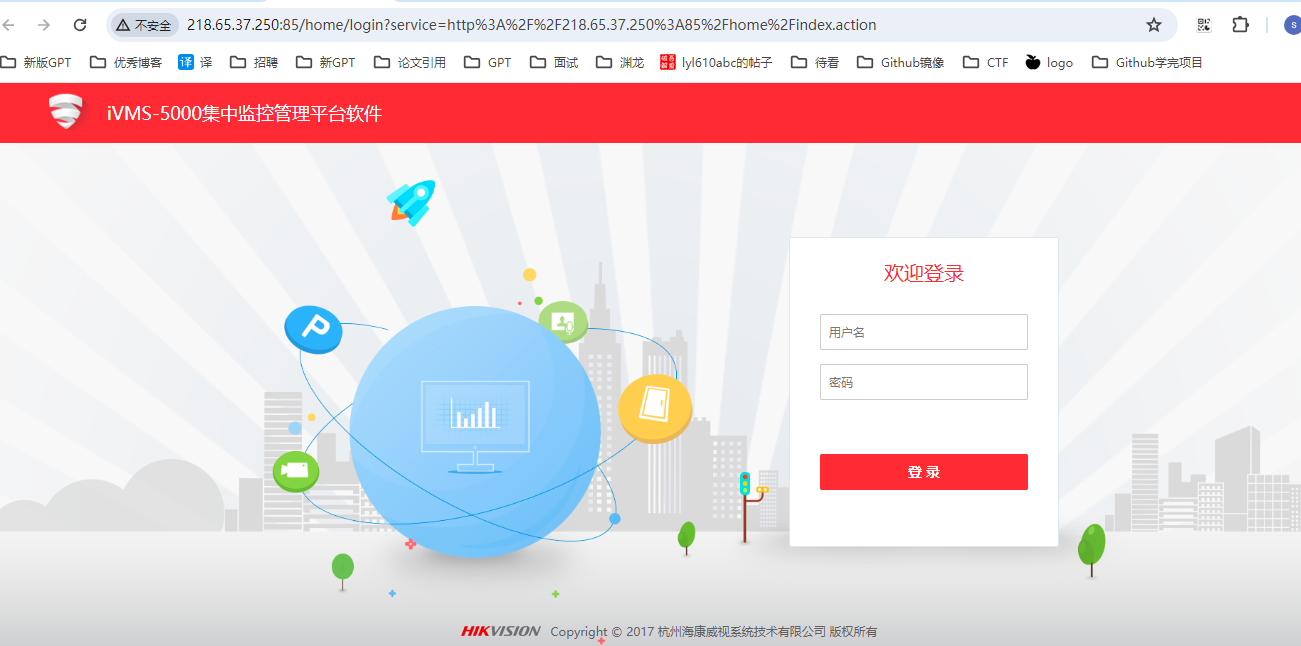 不安全 218.65.37.250:85/home/login?service=http%3A%2F%2F218.65.37.250%3A85%2Fhome%2Findex.action S
新版GPT 优秀博客 译 译 招聘 新GPT 论文引用 GPT 面试 渊龙 lyl610abc的帖子 待看 Github镜像 CTF logo Github学完项目
iVMS-5000集中监控管理平台软件
P
欢迎登录
用户名
密码
登 录
HIKVISION Copyright © 2017 杭州海康威视系统技术有限公司 版权所有